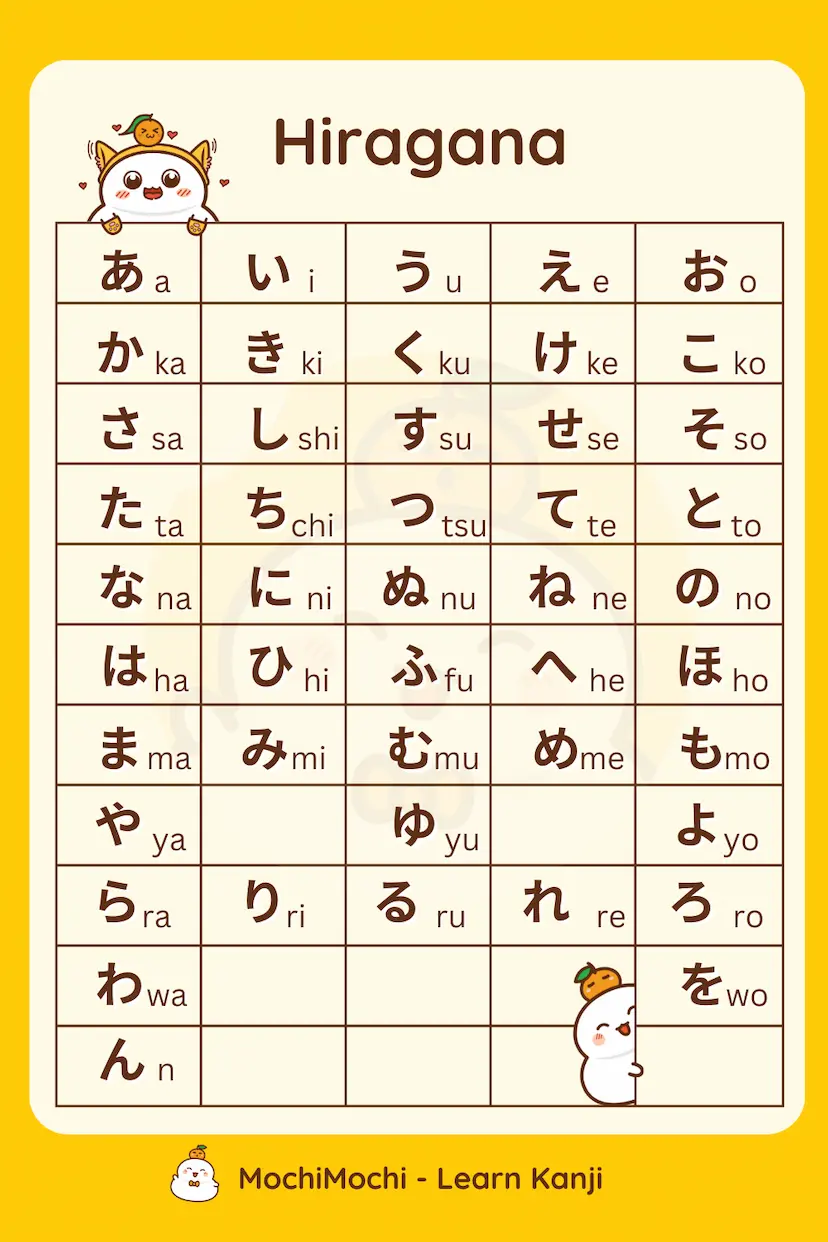 Hiragana
あ a い i う u え e お o
か ka き ki く ku け ke こ ko
さ sa し shi す su せ se そ so
た ta ち chi つ tsu て te と to
な na に ni ぬ nu ね ne の no
は ha ひ hi ふ fu へ he ほ ho
ま ma み mi む mu め me も mo
や ya ゆ yu よ yo
ら ra り ri る ru れ re ろ ro
わ wa を wo
ん n
MochiMochi - Learn Kanji